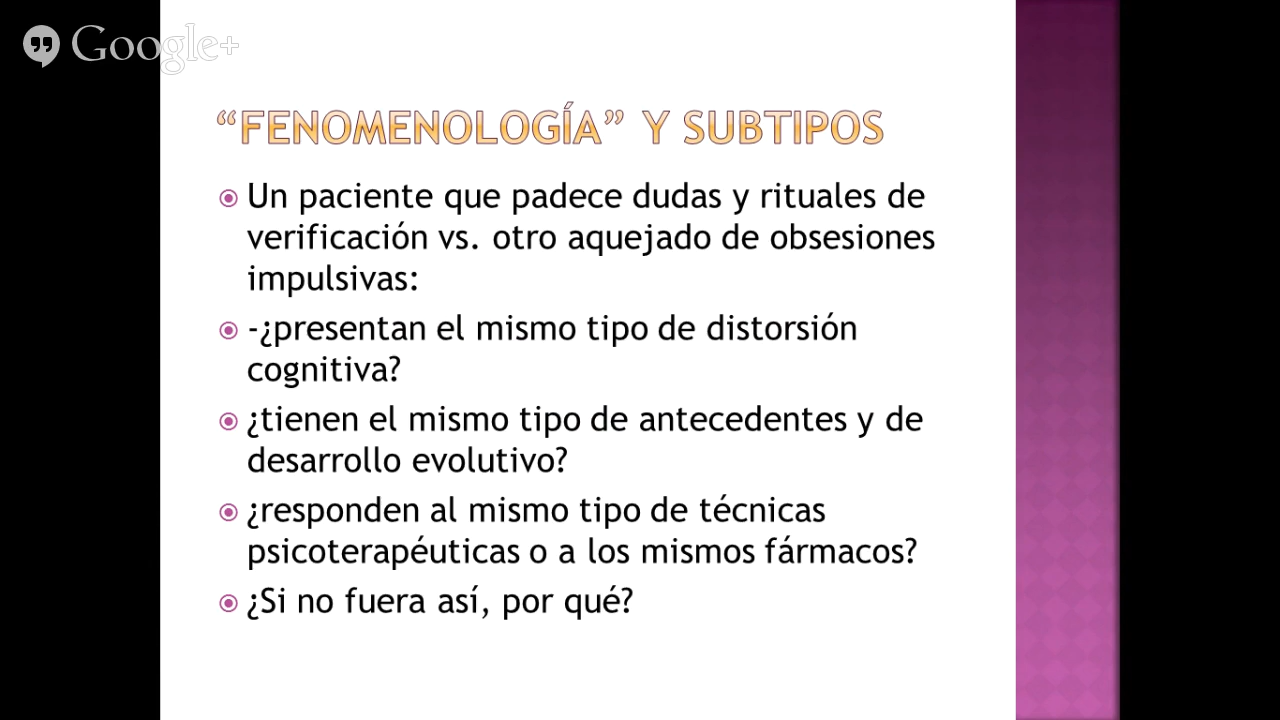 Google+
“FENOMENOLOGÍA” Y SUBTIPOS
Un paciente que padece dudas y rituales de
verificación vs. otro aquejado de obsesiones
impulsivas:
-¿presentan el mismo tipo de distorsión
cognitiva?
¿tienen el mismo tipo de antecedentes y de
desarrollo evolutivo?
¿responden al mismo tipo de técnicas
psicoterapéuticas o a los mismos fármacos?
¿Si no fuera así, por qué?